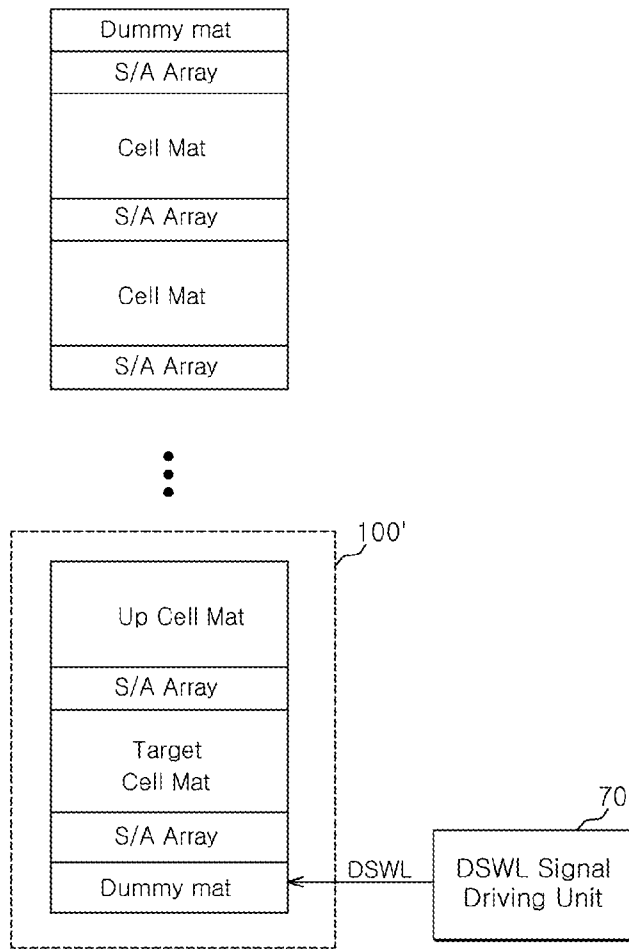 Dummy mat
S/A Array
Cell Mat
S/A Array
Cell Mat
S/A Array
100'
Up Cell Mat
S/A Array
Target
Cell Mat
S/A Array
Dummy mat
DSWL
70
DSWL Signal
Driving Unit